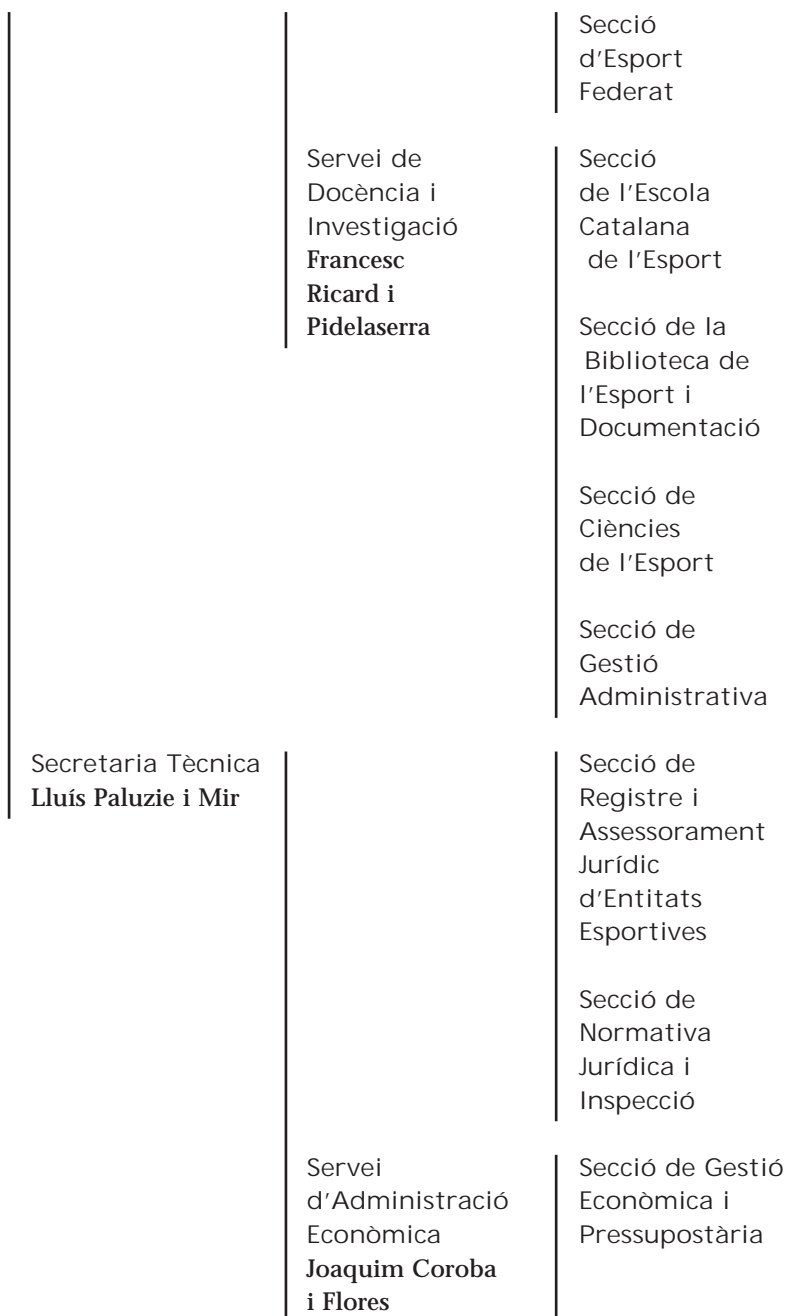 Secció
d'Esport
Federat
Servei de
Docència i
Investigació
Francesc
Ricard i
Pidelaserra
Secció
de l'Escola
Catalana
de l'Esport
Secció de la
Biblioteca de
l'Esport i
Documentació
Secció de
Ciències
de l'Esport
Secció de
Gestió
Administrativa
Secretaria Tècnica
Lluís Paluzie i Mir
Secció de
Registre i
Assessorament
Jurídic
d'Entitats
Esportives
Secció de
Normativa
Jurídica i
Inspecció
Servei
d'Administració
Econòmica
Joaquim Coroba
i Flores
Secció de Gestió
Econòmica i
Pressupostària